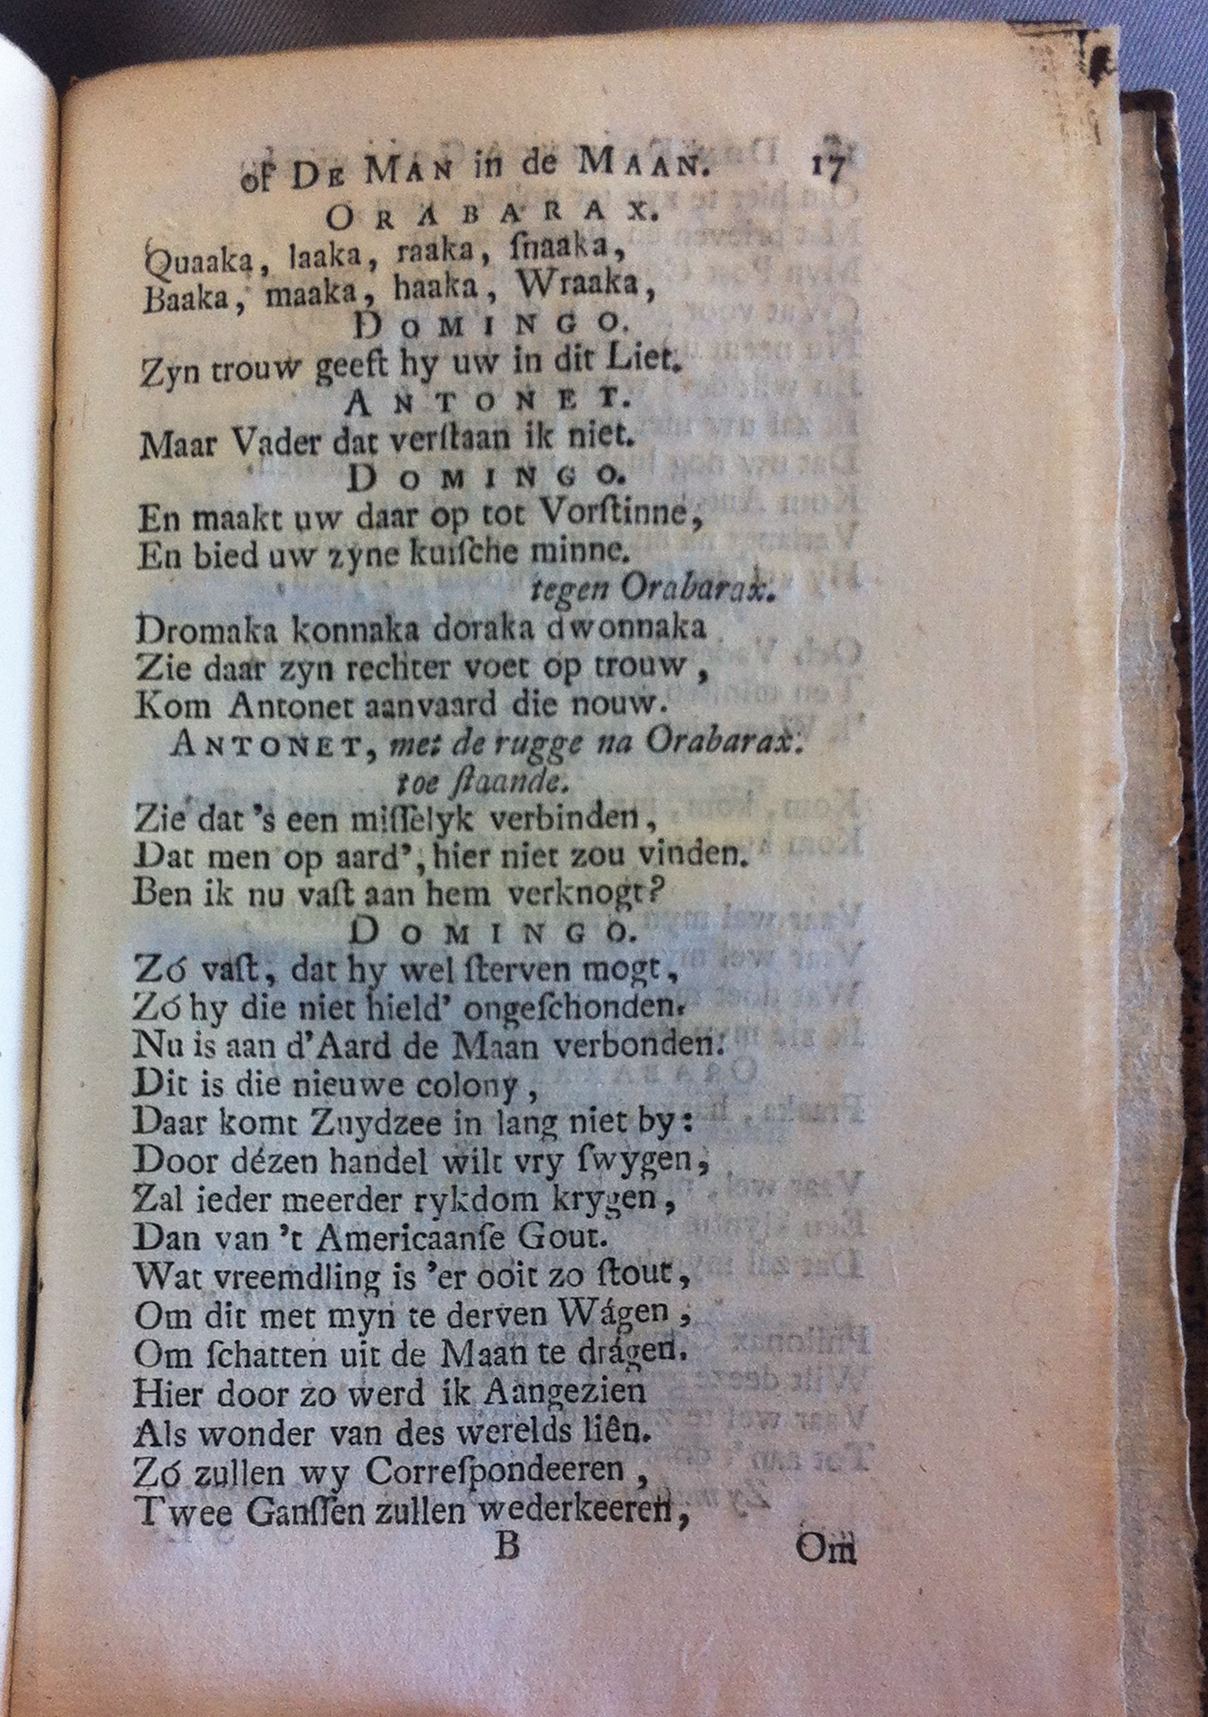 of DE MAN in de MAAN. 17
ORABARAX.
Quaaka, laaka, raaka, ſnaaka,
Baaka, maaka, haaka, Wraaka,
DOMINGO.
Zyn trouw geeft hy uw in dit Liet.
ANTONET.
Maar Vader dat verſtaan ik niet.
DOMINGO.
En maakt uw daar op tot Vorſtinne,
En bied uw zyne kuiſche minne.
tegen Orabarax.
Dromaka konnaka doraka dwonnaka
Zie daar zyn rechter voet op trouw,
Kom Antonet aanvaard die nouw.
ANTONET, met de rugge na Orabarax.
toe ſtaande.
Zie dat 's een miſſelyk verbinden,
Dat men op aard', hier niet zou vinden.
Ben ik nu vaſt aan hem verknogt?
DOMINGO.
Zó vaſt, dat hy wel ſterven mogt,
Zó hy die niet hield' ongeſchonden.
Nu is aan d'Aard de Maan verbonden.
Dit is die nieuwe colony,
Daar komt Zuydzee in lang niet by:
Door dézen handel wilt vry ſwygen,
Zal ieder meerder rykdom krygen,
Dan van 't Americaanſe Gout.
Wat vreemdling is 'er ooit zo ſtout,
Om dit met myn te derven Wágen,
Om ſchatten uit de Maan te drágen.
Hier door zo werd ik Aangezien
Als wonder van des werelds liên.
Zó zullen wy Correſpondeeren,
Twee Ganſſen zullen wederkeeren,
B Om